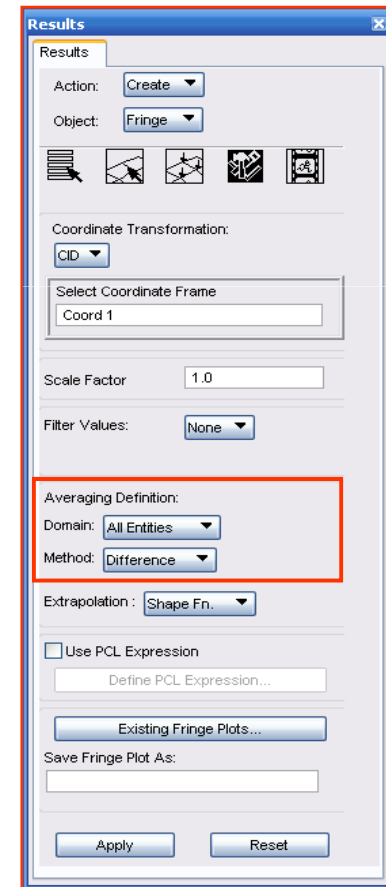 Results
Results
Action: Create
Object: Fringe
Coordinate Transformation:
CID
Select Coordinate Frame
Coord 1
Scale Factor 1.0
Filter Values: None
Averaging Definition:
Domain: All Entities
Method: Difference
Extrapolation : Shape Fn.
Use PCL Expression
Define PCL Expression...
Existing Fringe Plots...
Save Fringe Plot As:
Apply Reset